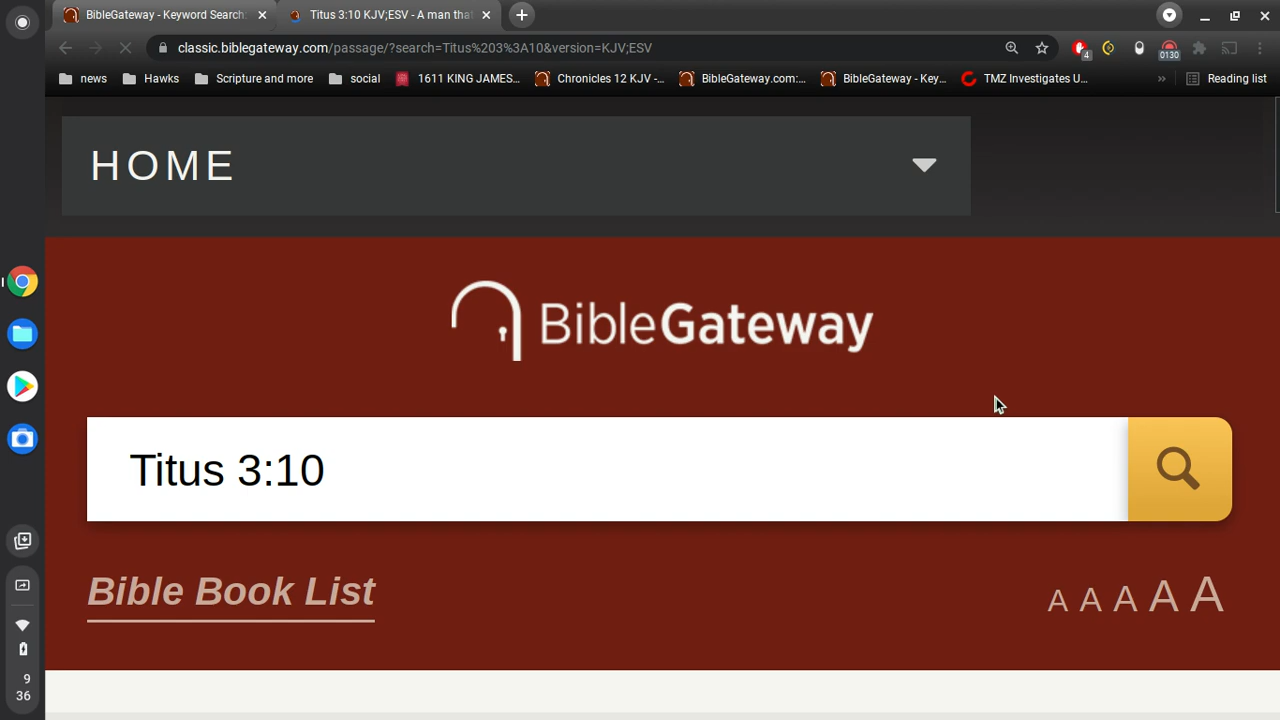 BibleGateway - Keyword Search:
Titus 3:10 KJV;ESV - A man that
classic.biblegateway.com/passage/?search=Titus%203%3A10&version=KJV;ESV
4
0130
news
Hawks
Scripture and more
social
1611 KING JAMES...
Chronicles 12 KJV -...
BibleGateway.com:...
BibleGateway - Key...
TMZ Investigates U...
»
Reading list
HOME
BibleGateway
Titus 3:10
Bible Book List
A A A A A
9
36